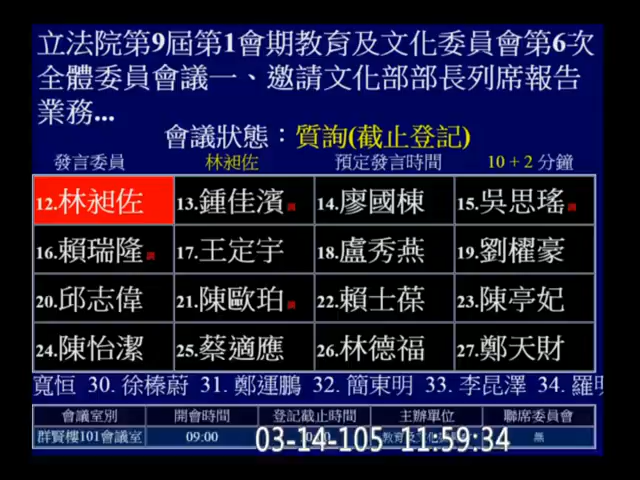 立法院第9屆第1會期教育及文化委員會第6次
全體委員會議一、邀請文化部部長列席報告
業務...
會議狀態：質詢(截止登記)
發言委員 林昶佐 預定發言時間 10 + 2 分鐘
12.林昶佐 13.鍾佳濱 14.廖國棟 15.吳思瑤
16.賴瑞隆 17.王定宇 18.盧秀燕 19.劉櫂豪
20.邱志偉 21.陳歐珀 22.賴士葆 23.陳亭妃
24.陳怡潔 25.蔡適應 26.林德福 27.鄭天財
寬恒 30. 徐榛蔚 31. 鄭運鵬 32. 簡東明 33. 李昆澤 34. 羅明
會議室別 開會時間 登記截止時間 主辦單位 聯席委員會
群賢樓101會議室 09:00 無
03-14-105 11:59:34